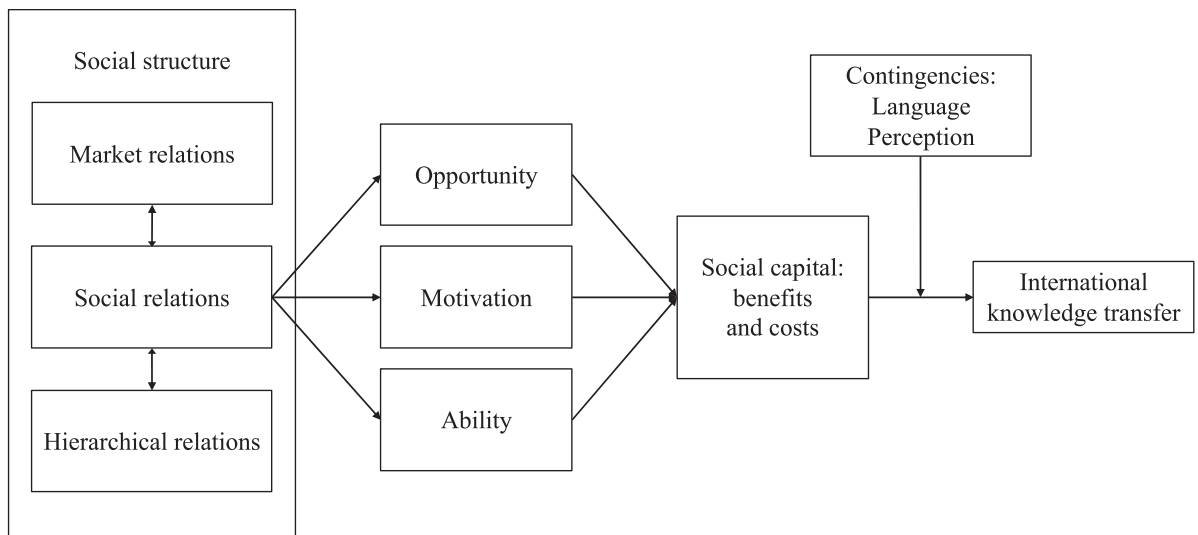 Social structure
Market relations
Social relations
Hierarchical relations
Opportunity
Motivation
Ability
Social capital:
benefits
and costs
Contingencies:
Language
Perception
International
knowledge transfer